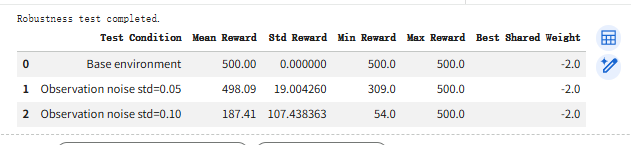 Robustness test completed.
Test Condition Mean Reward Std Reward Min Reward Max Reward Best Shared Weight
0 Base environment 500.00 0.000000 500.0 500.0 -2.0
1 Observation noise std=0.05 498.09 19.004260 309.0 500.0 -2.0
2 Observation noise std=0.10 187.41 107.438363 54.0 500.0 -2.0